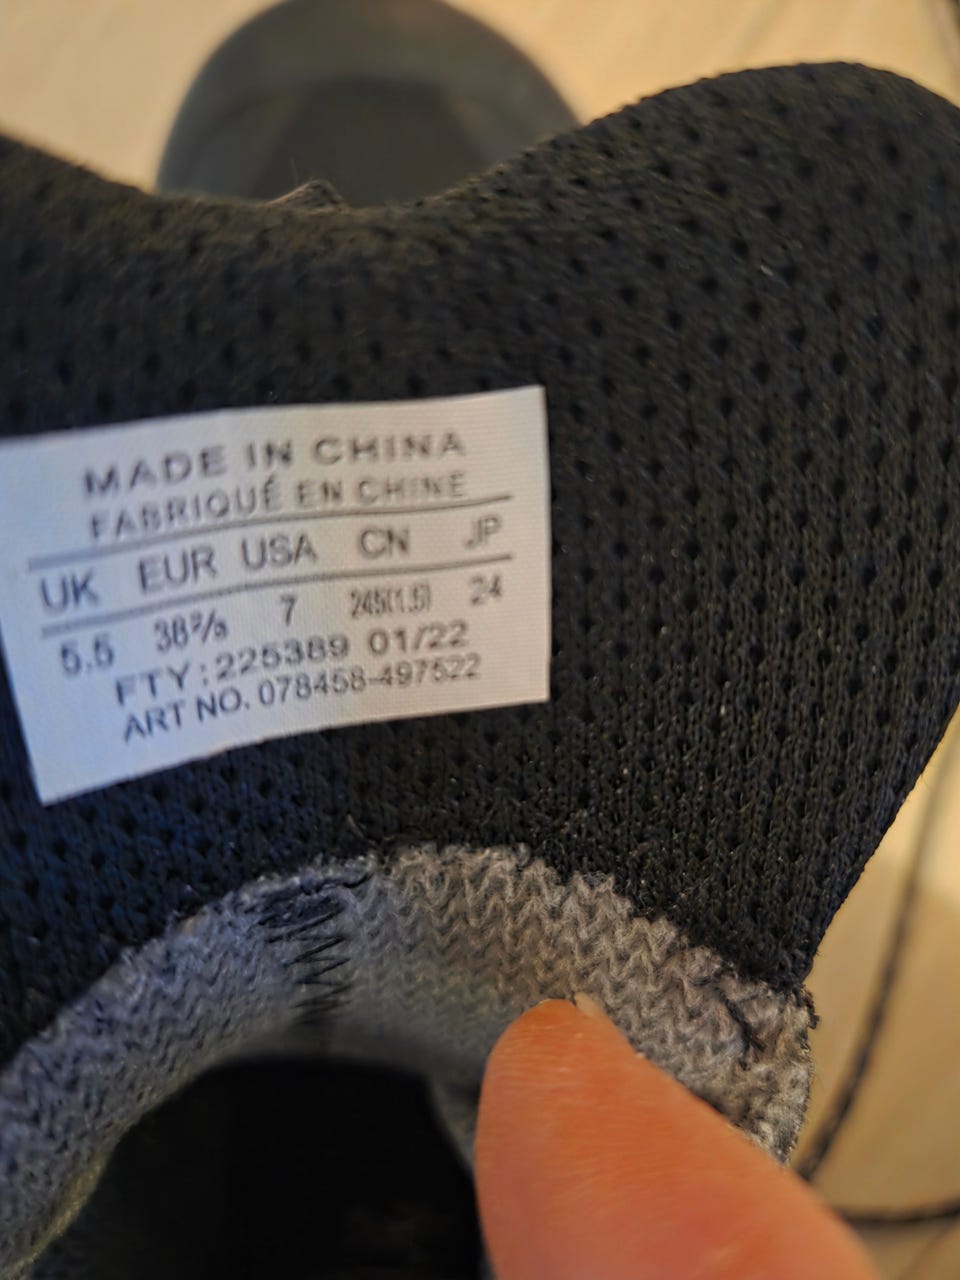 MADE IN CHINA
FABRIQUÉ EN CHINE
UK EUR USA CN JP
5.5 38⅔ 7 245(1.5) 24
FTY:225389 01/22
ART NO. 078458-497522